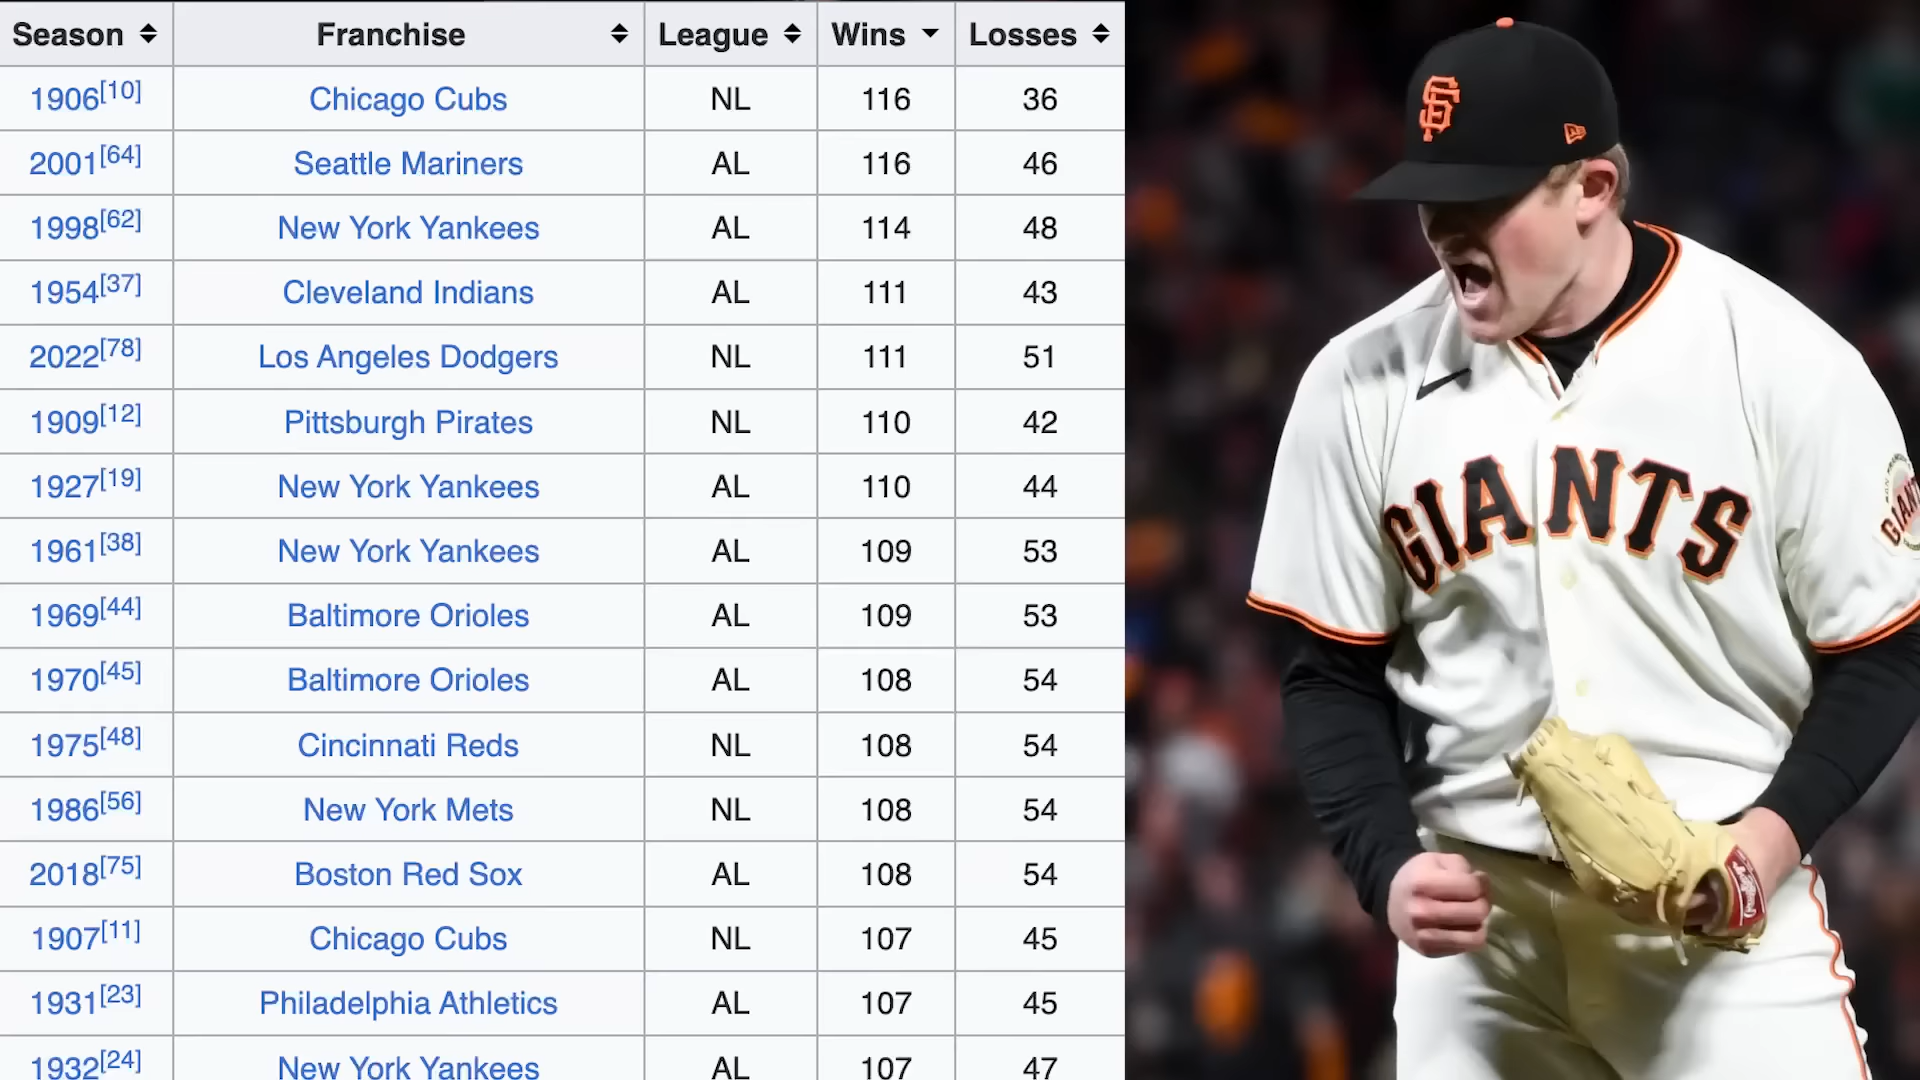 Season Franchise League Wins Losses
1906[10] Chicago Cubs NL 116 36
2001[64] Seattle Mariners AL 116 46
1998[62] New York Yankees AL 114 48
1954[37] Cleveland Indians AL 111 43
2022[78] Los Angeles Dodgers NL 111 51
1909[12] Pittsburgh Pirates NL 110 42
1927[19] New York Yankees AL 110 44
1961[38] New York Yankees AL 109 53
1969[44] Baltimore Orioles AL 109 53
1970[45] Baltimore Orioles AL 108 54
1975[48] Cincinnati Reds NL 108 54
1986[56] New York Mets NL 108 54
2018[75] Boston Red Sox AL 108 54
1907[11] Chicago Cubs NL 107 45
1931[23] Philadelphia Athletics AL 107 45
1932[24] New York Yankees AL 107 47
SF
GIANTS